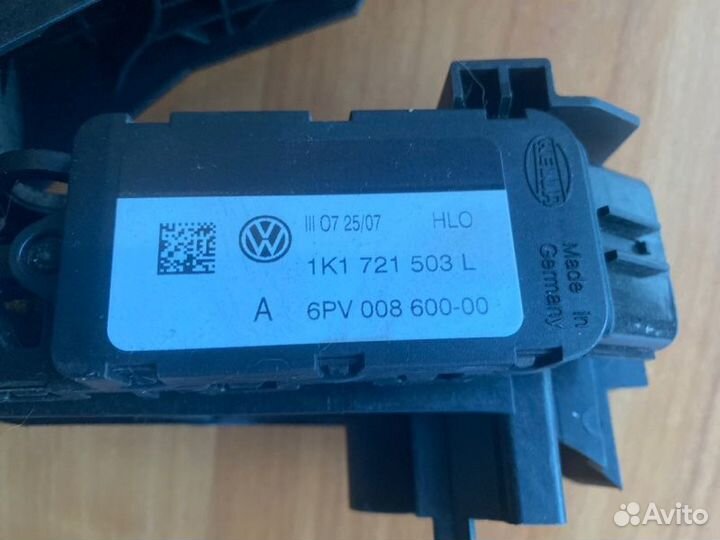 III 07 25/07 HLO
1K1 721 503 L
A 6PV 008 600-00
HELLA
Made in
Germany
Avito